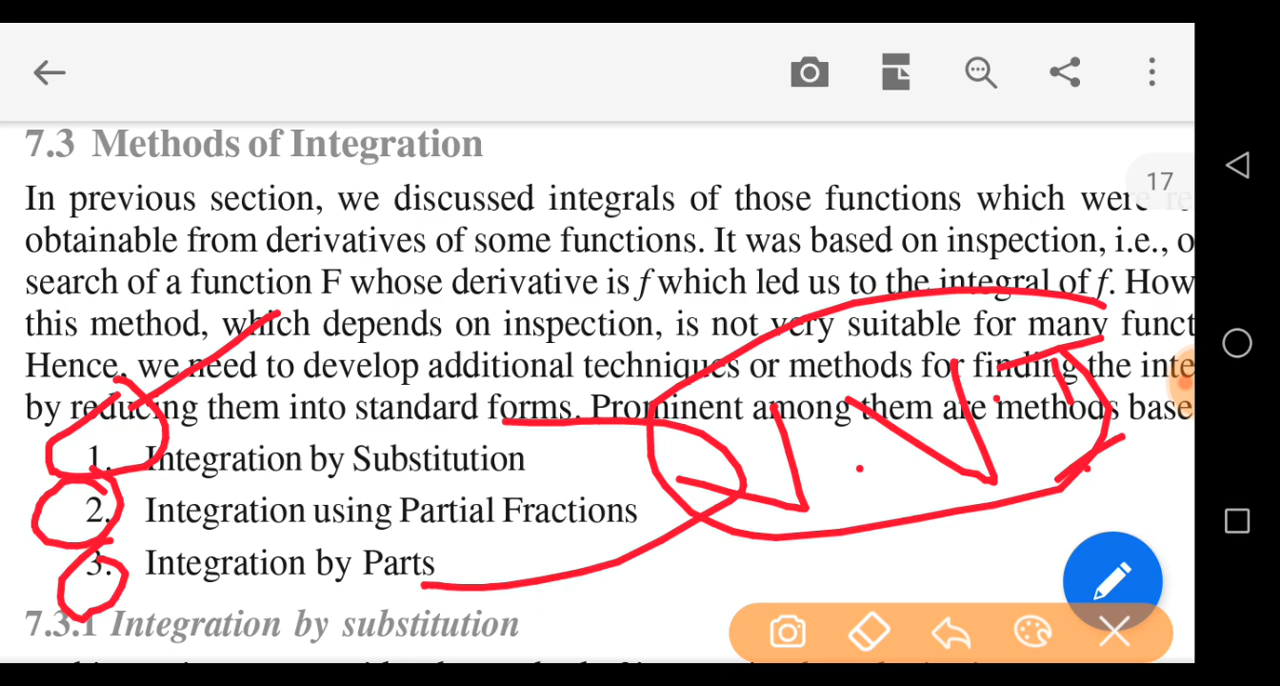 17
7.3 Methods of Integration
In previous section, we discussed integrals of those functions which were re
obtainable from derivatives of some functions. It was based on inspection, i.e., o
search of a function F whose derivative is f which led us to the integral of f. How
this method, which depends on inspection, is not very suitable for many funct
Hence, we need to develop additional techniques or methods for finding the inte
by reducing them into standard forms. Prominent among them are methods base
1. Integration by Substitution
2. Integration using Partial Fractions
3. Integration by Parts
7.3.1 Integration by substitution